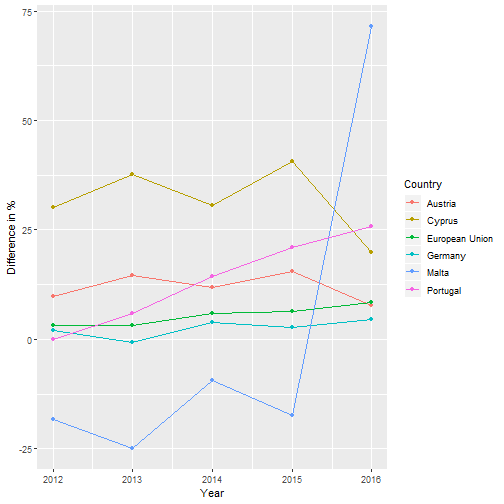 75
50
25
0
-25
Difference in %
2012 2013 2014 2015 2016
Year
Country
Austria
Cyprus
European Union
Germany
Malta
Portugal